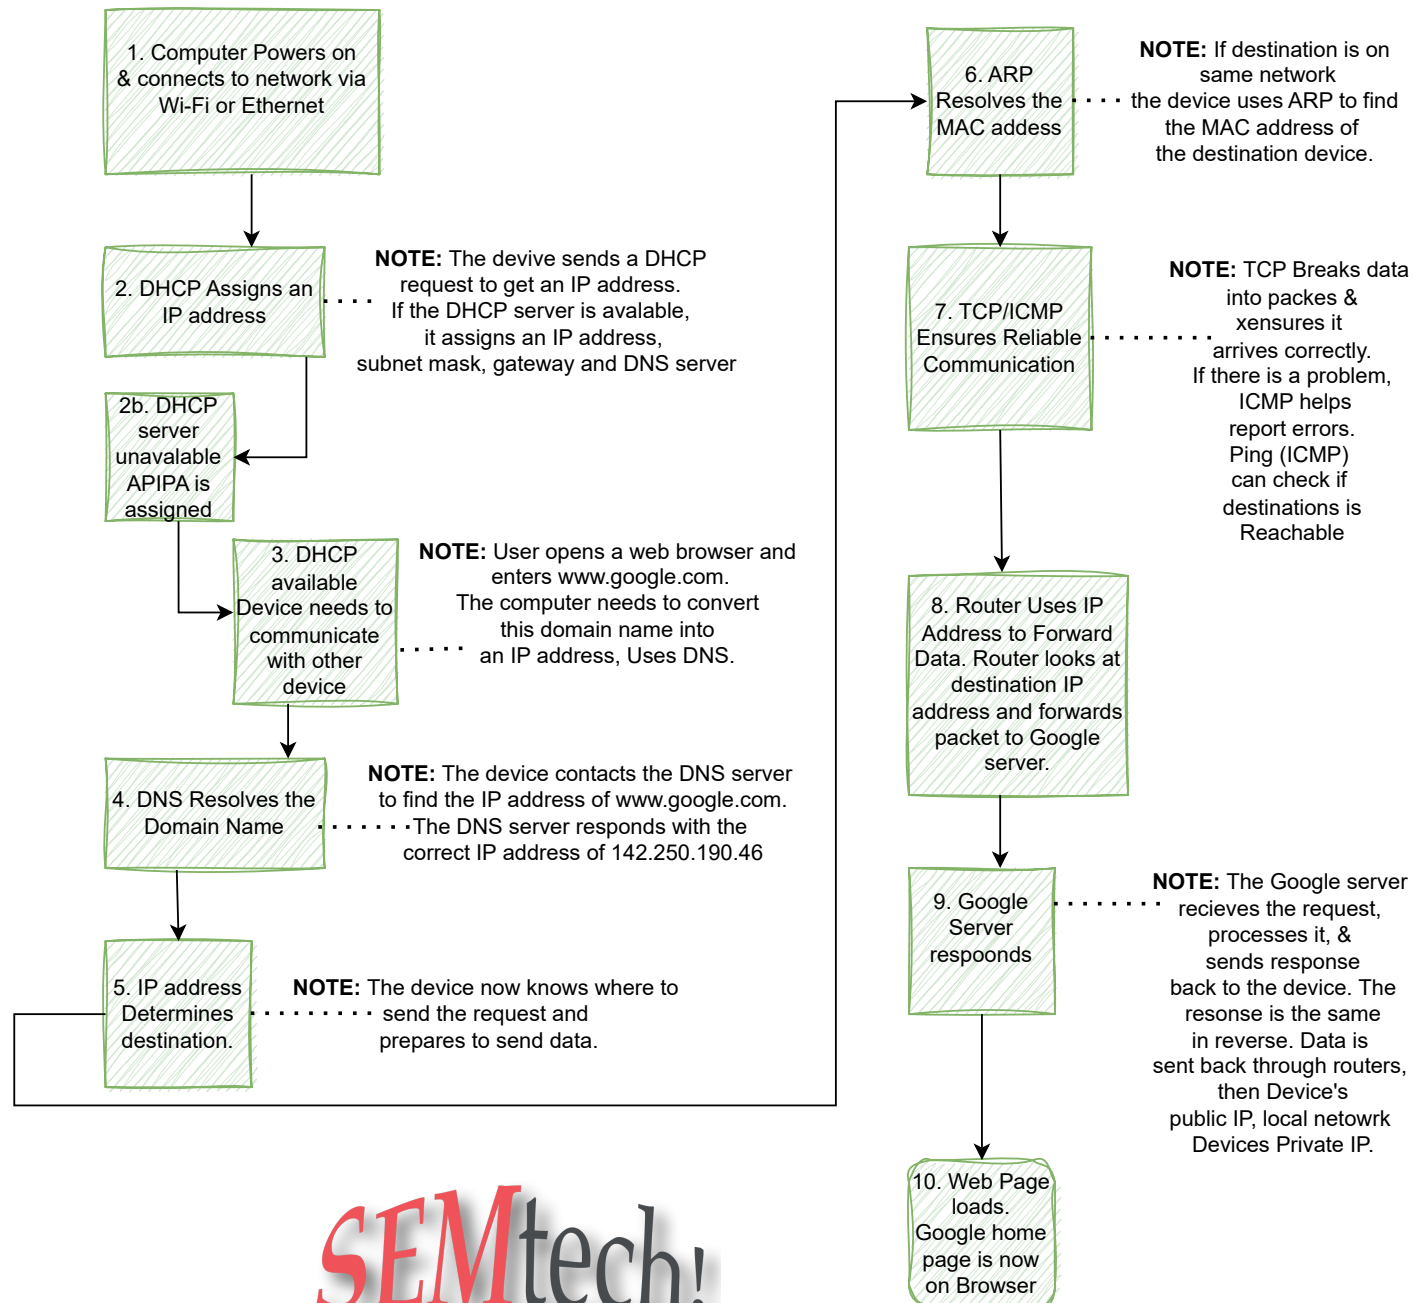 1. Computer Powers on
& connects to network via
Wi-Fi or Ethernet
2. DHCP Assigns an
IP address
NOTE: The devive sends a DHCP
request to get an IP address.
If the DHCP server is avalable,
it assigns an IP address,
subnet mask, gateway and DNS server
2b. DHCP
server
unavalable
APIPA is
assigned
3. DHCP
available
Device needs to
communicate
with other
device
NOTE: User opens a web browser and
enters www.google.com.
The computer needs to convert
this domain name into
an IP address, Uses DNS.
4. DNS Resolves the
Domain Name
NOTE: The device contacts the DNS server
to find the IP address of www.google.com.
The DNS server responds with the
correct IP address of 142.250.190.46
5. IP address
Determines
destination.
NOTE: The device now knows where to
send the request and
prepares to send data.
6. ARP
Resolves the
MAC addess
NOTE: If destination is on
same network
the device uses ARP to find
the MAC address of
the destination device.
7. TCP/ICMP
Ensures Reliable
Communication
NOTE: TCP Breaks data
into packes &
xensures it
arrives correctly.
If there is a problem,
ICMP helps
report errors.
Ping (ICMP)
can check if
destinations is
Reachable
8. Router Uses IP
Address to Forward
Data. Router looks at
destination IP
address and forwards
packet to Google
server.
9. Google
Server
respoonds
NOTE: The Google server
recieves the request,
processes it, &
sends response
back to the device. The
resonse is the same
in reverse. Data is
sent back through routers,
then Device's
public IP, local netowrk
Devices Private IP.
10. Web Page
loads.
Google home
page is now
on Browser
SEMtech!